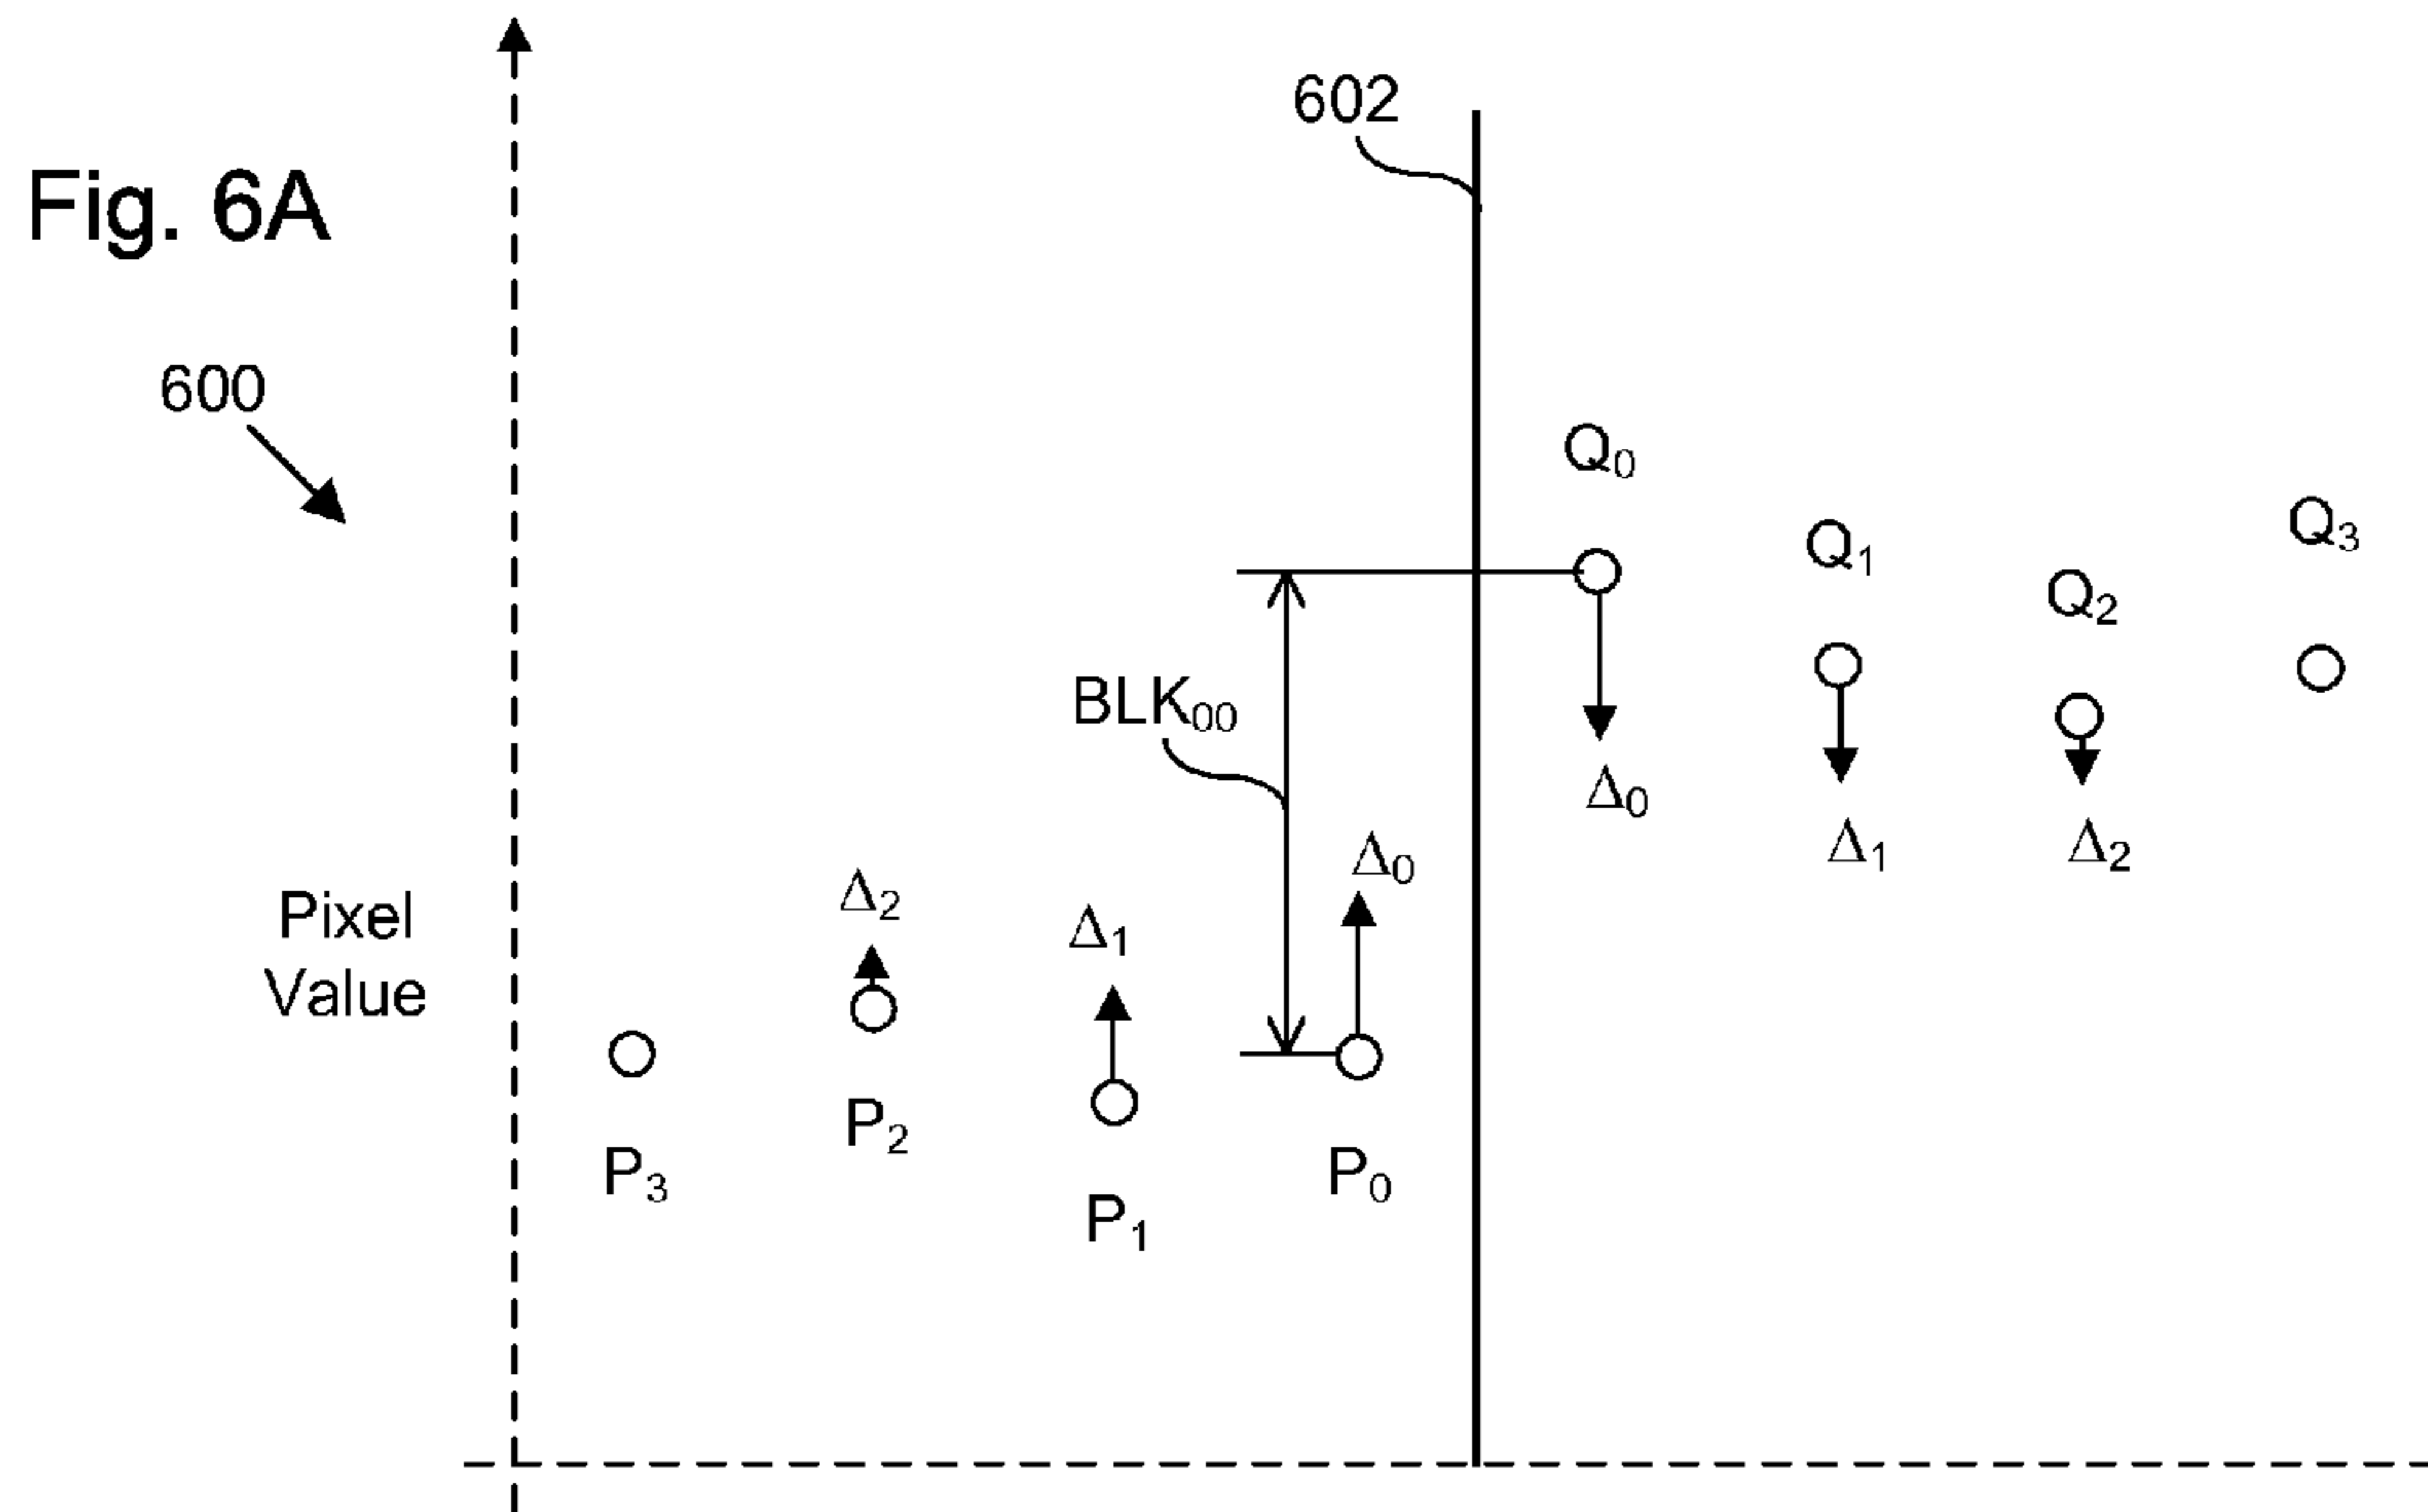 Fig. 6A
600
602
Q₀
Q₁
Q₂
Q₃
BLK₀₀
Δ₀
Δ₁
Δ₂
Δ₂
Δ₁
Δ₀
Pixel
Value
P₃
P₂
P₁
P₀